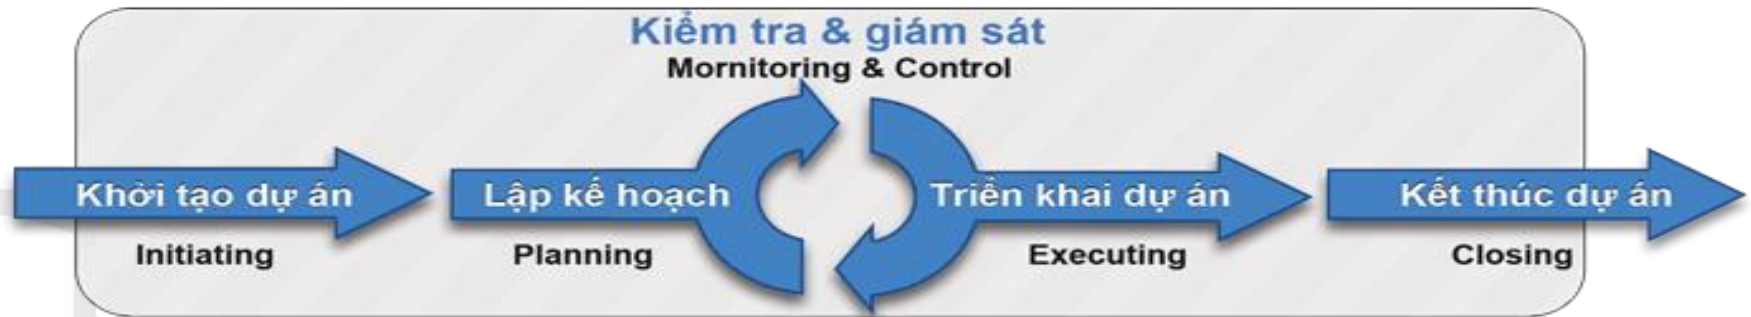 Kiểm tra & giám sát
Mornitoring & Control
Khởi tạo dự án
Lập kế hoạch
Triển khai dự án
Kết thúc dự án
Initiating
Planning
Executing
Closing